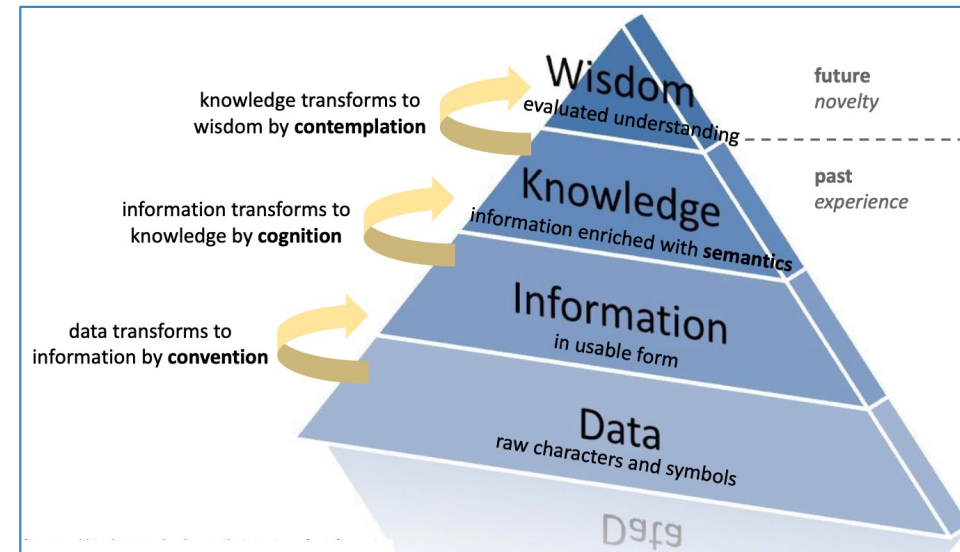 Wisdom
evaluated understanding
knowledge transforms to
wisdom by contemplation
future
novelty
past
experience
Knowledge
information enriched with semantics
information transforms to
knowledge by cognition
Information
in usable form
data transforms to
information by convention
Data
raw characters and symbols
Data